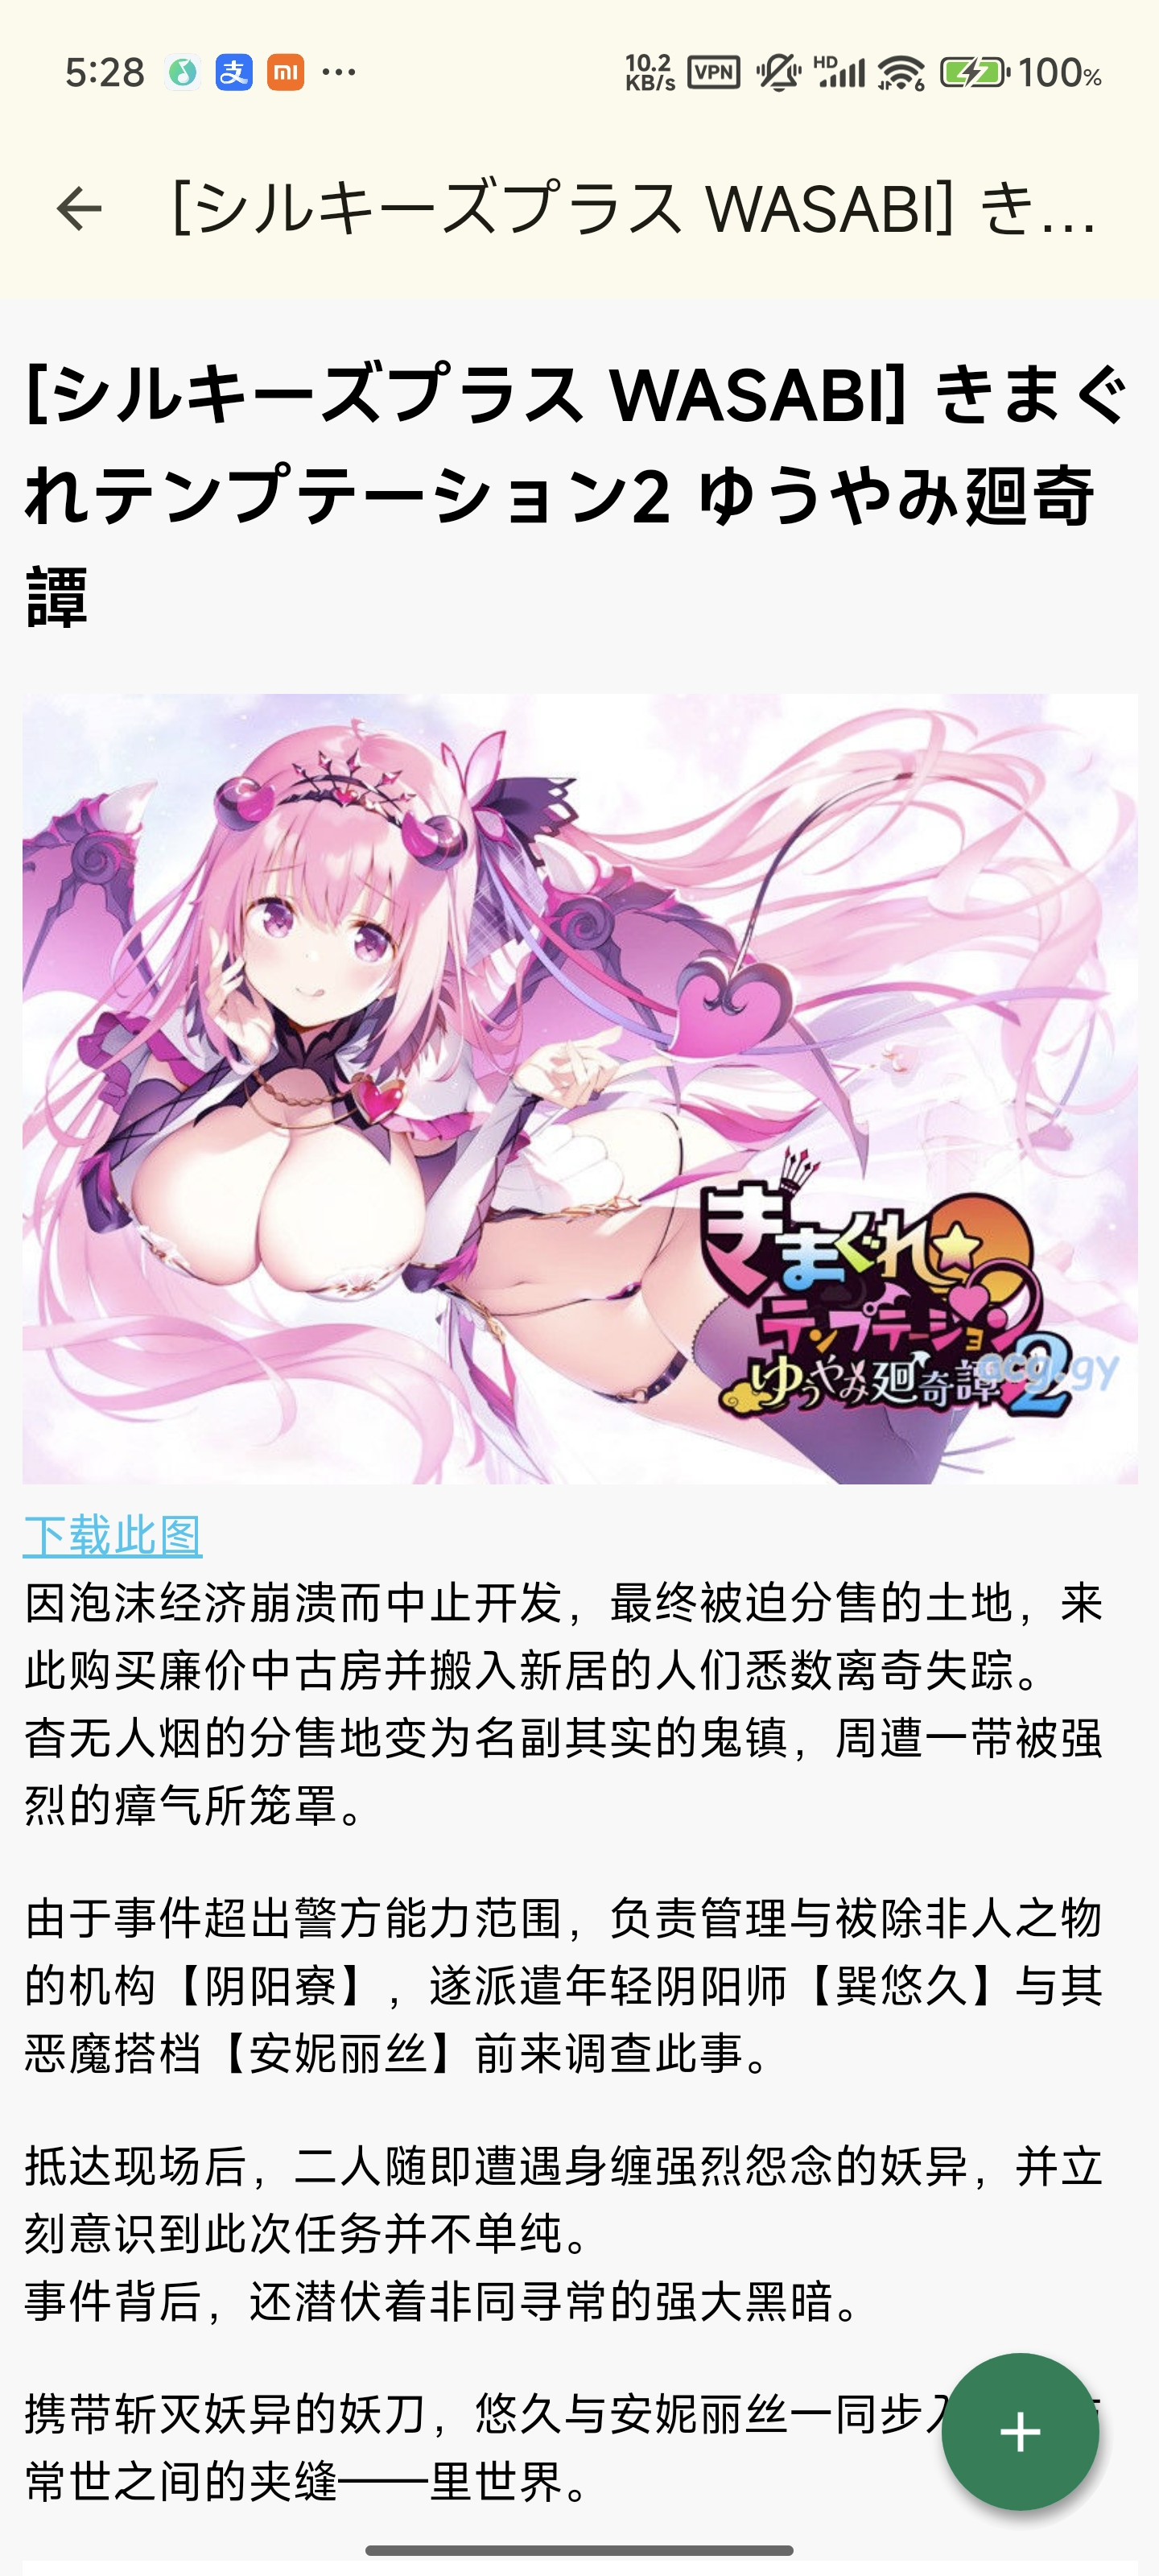 5:28
支
mi
...
10.2
KB/s
VPN
HD
6
100%
[シルキーズプラス WASABI] き...
[シルキーズプラス WASABI] きまぐ
れテンプテーション2 ゆうやみ廻奇
譚
きまぐれ
テンプテーション2
ゆうやみ廻奇譚
acg.gy
下载此图
因泡沫经济崩溃而中止开发，最终被迫分售的土地，来
此购买廉价中古房并搬入新居的人们悉数离奇失踪。
杳无人烟的分售地变为名副其实的鬼镇，周遭一带被强
烈的瘴气所笼罩。
由于事件超出警方能力范围，负责管理与祓除非人之物
的机构【阴阳寮】，遂派遣年轻阴阳师【巽悠久】与其
恶魔搭档【安妮丽丝】前来调查此事。
抵达现场后，二人随即遭遇身缠强烈怨念的妖异，并立
刻意识到此次任务并不单纯。
事件背后，还潜伏着非同寻常的强大黑暗。
携带斩灭妖异的妖刀，悠久与安妮丽丝一同步
常世之间的夹缝——里世界。